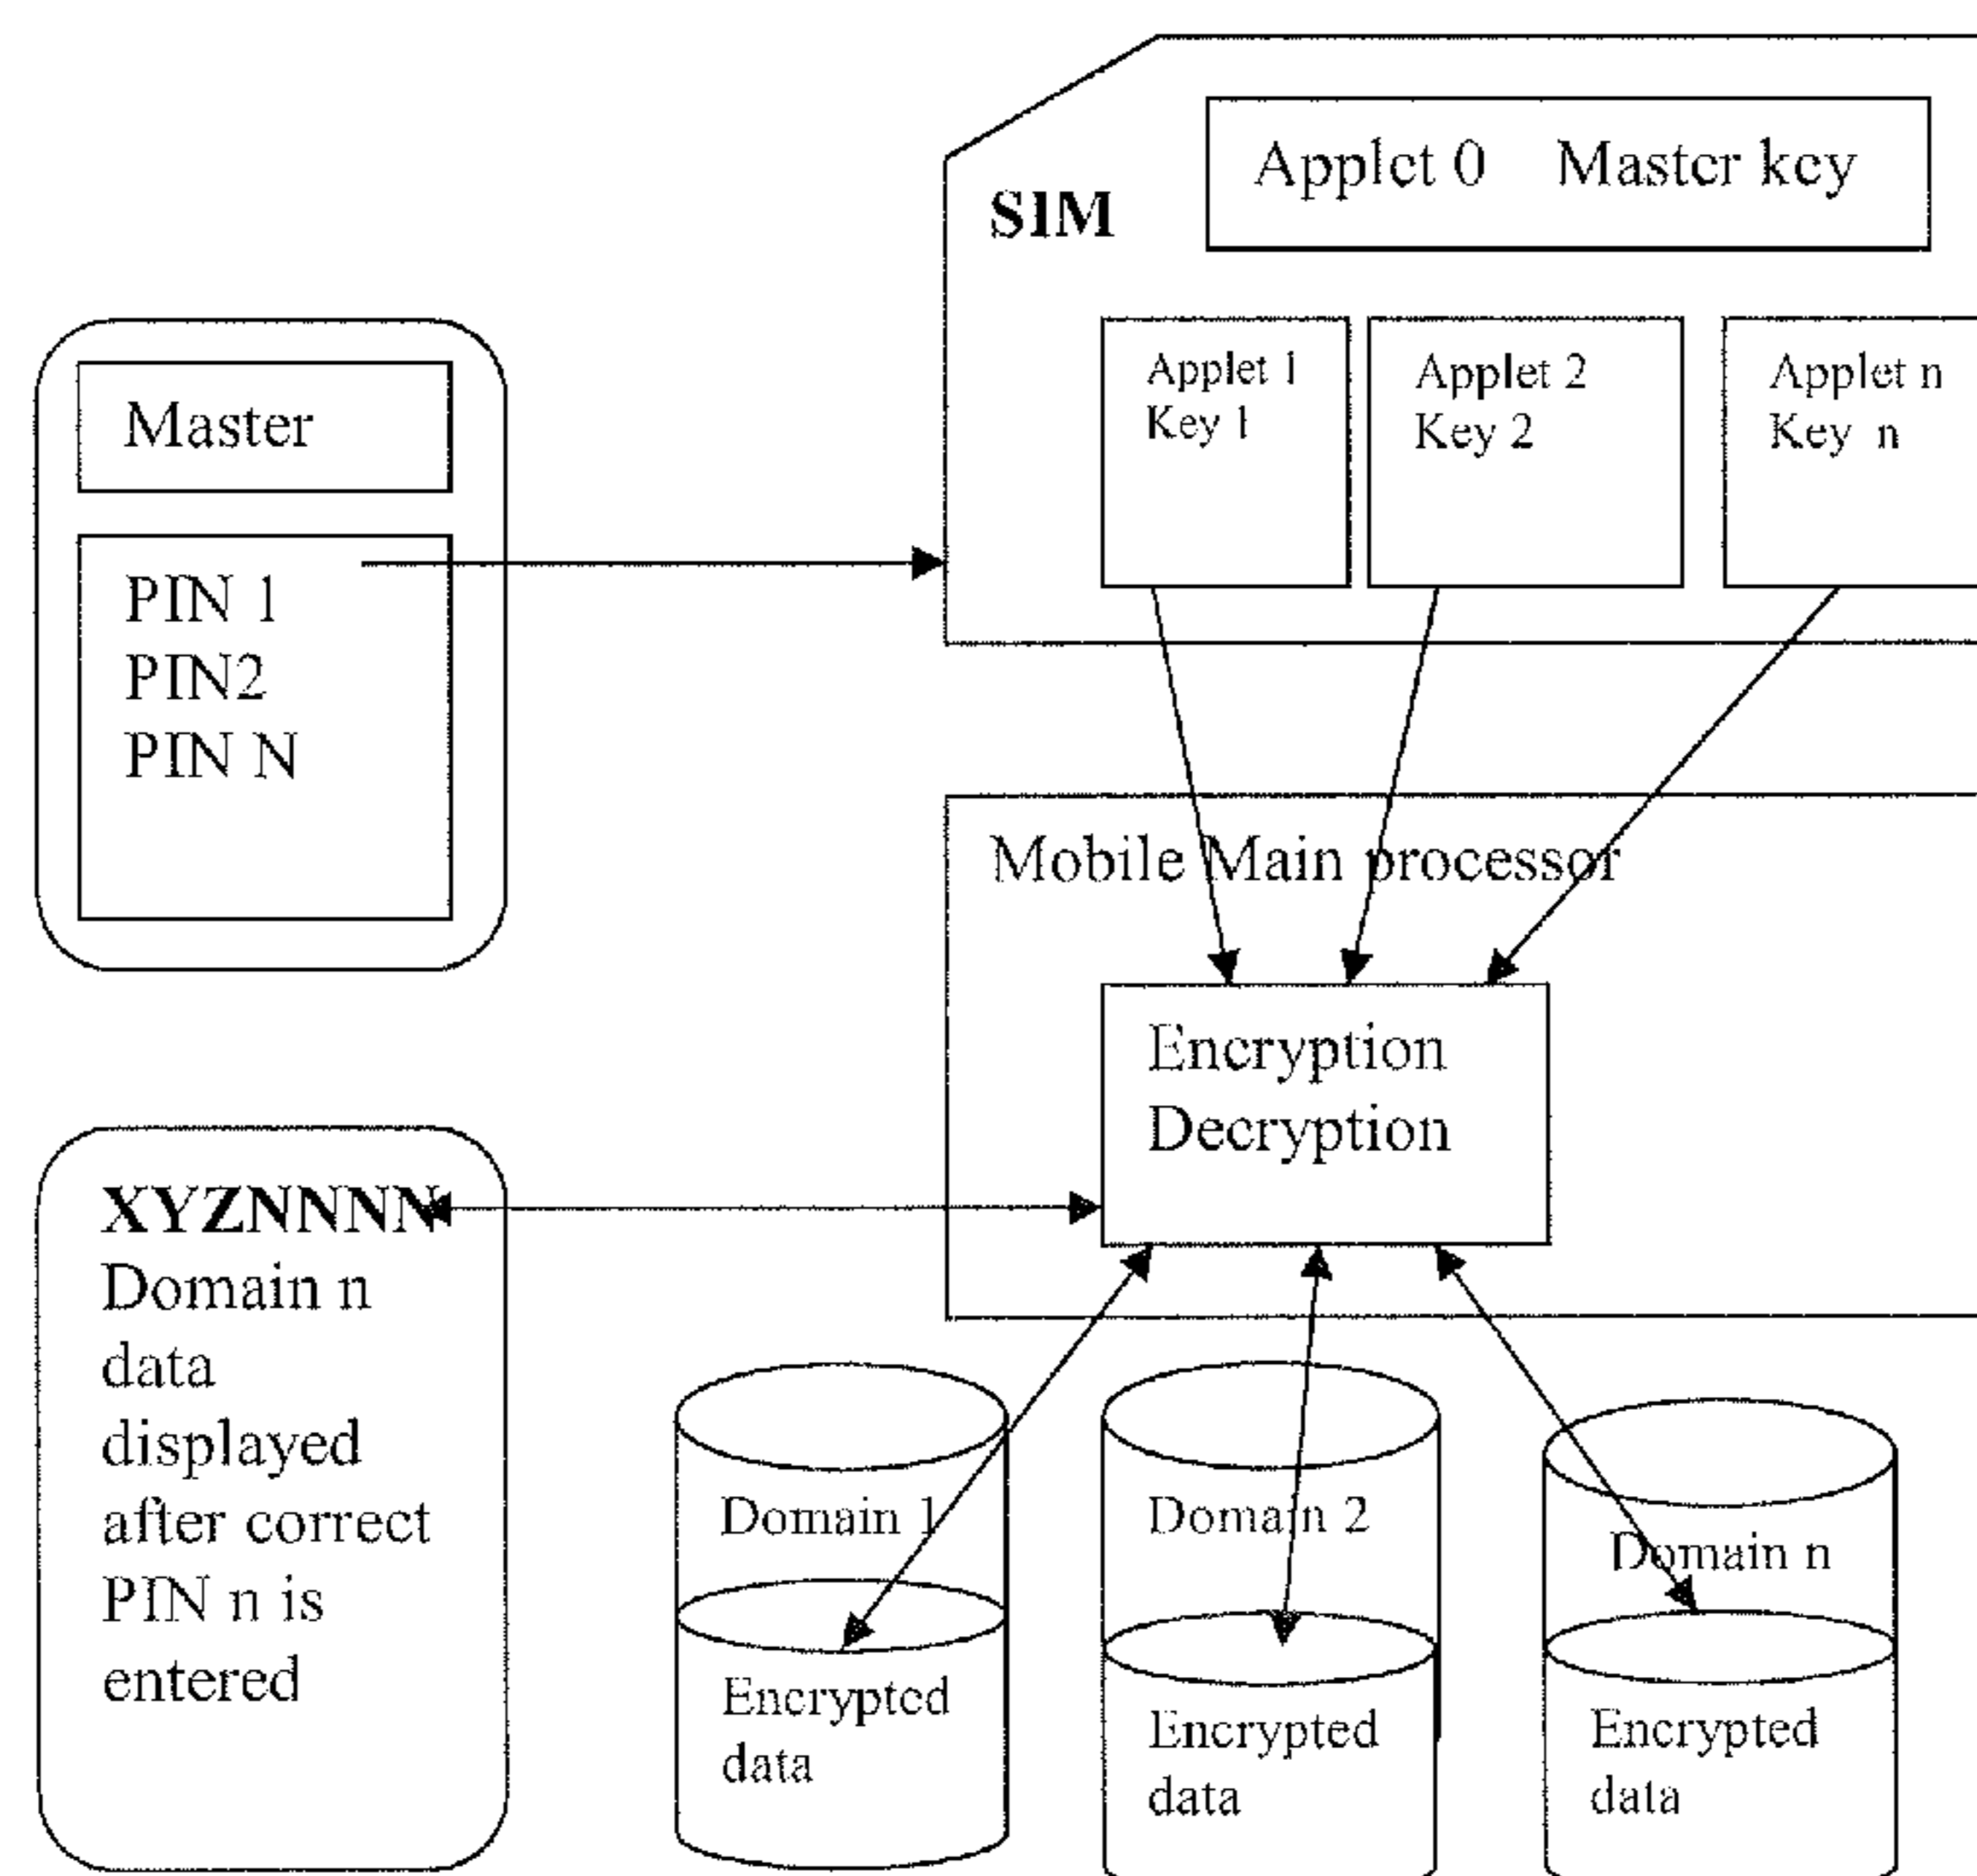 Applet 0    Master key
SIM
Applet 1
Key 1
Applet 2
Key 2
Applet n
Key  n
Master
PIN 1
PIN2
PIN N
Mobile Main processor
Encryption
Decryption
XYZNNNN
Domain n
data
displayed
after correct
PIN n is
entered
Domain 1
Encrypted
data
Domain 2
Encrypted
data
Domain n
Encrypted
data